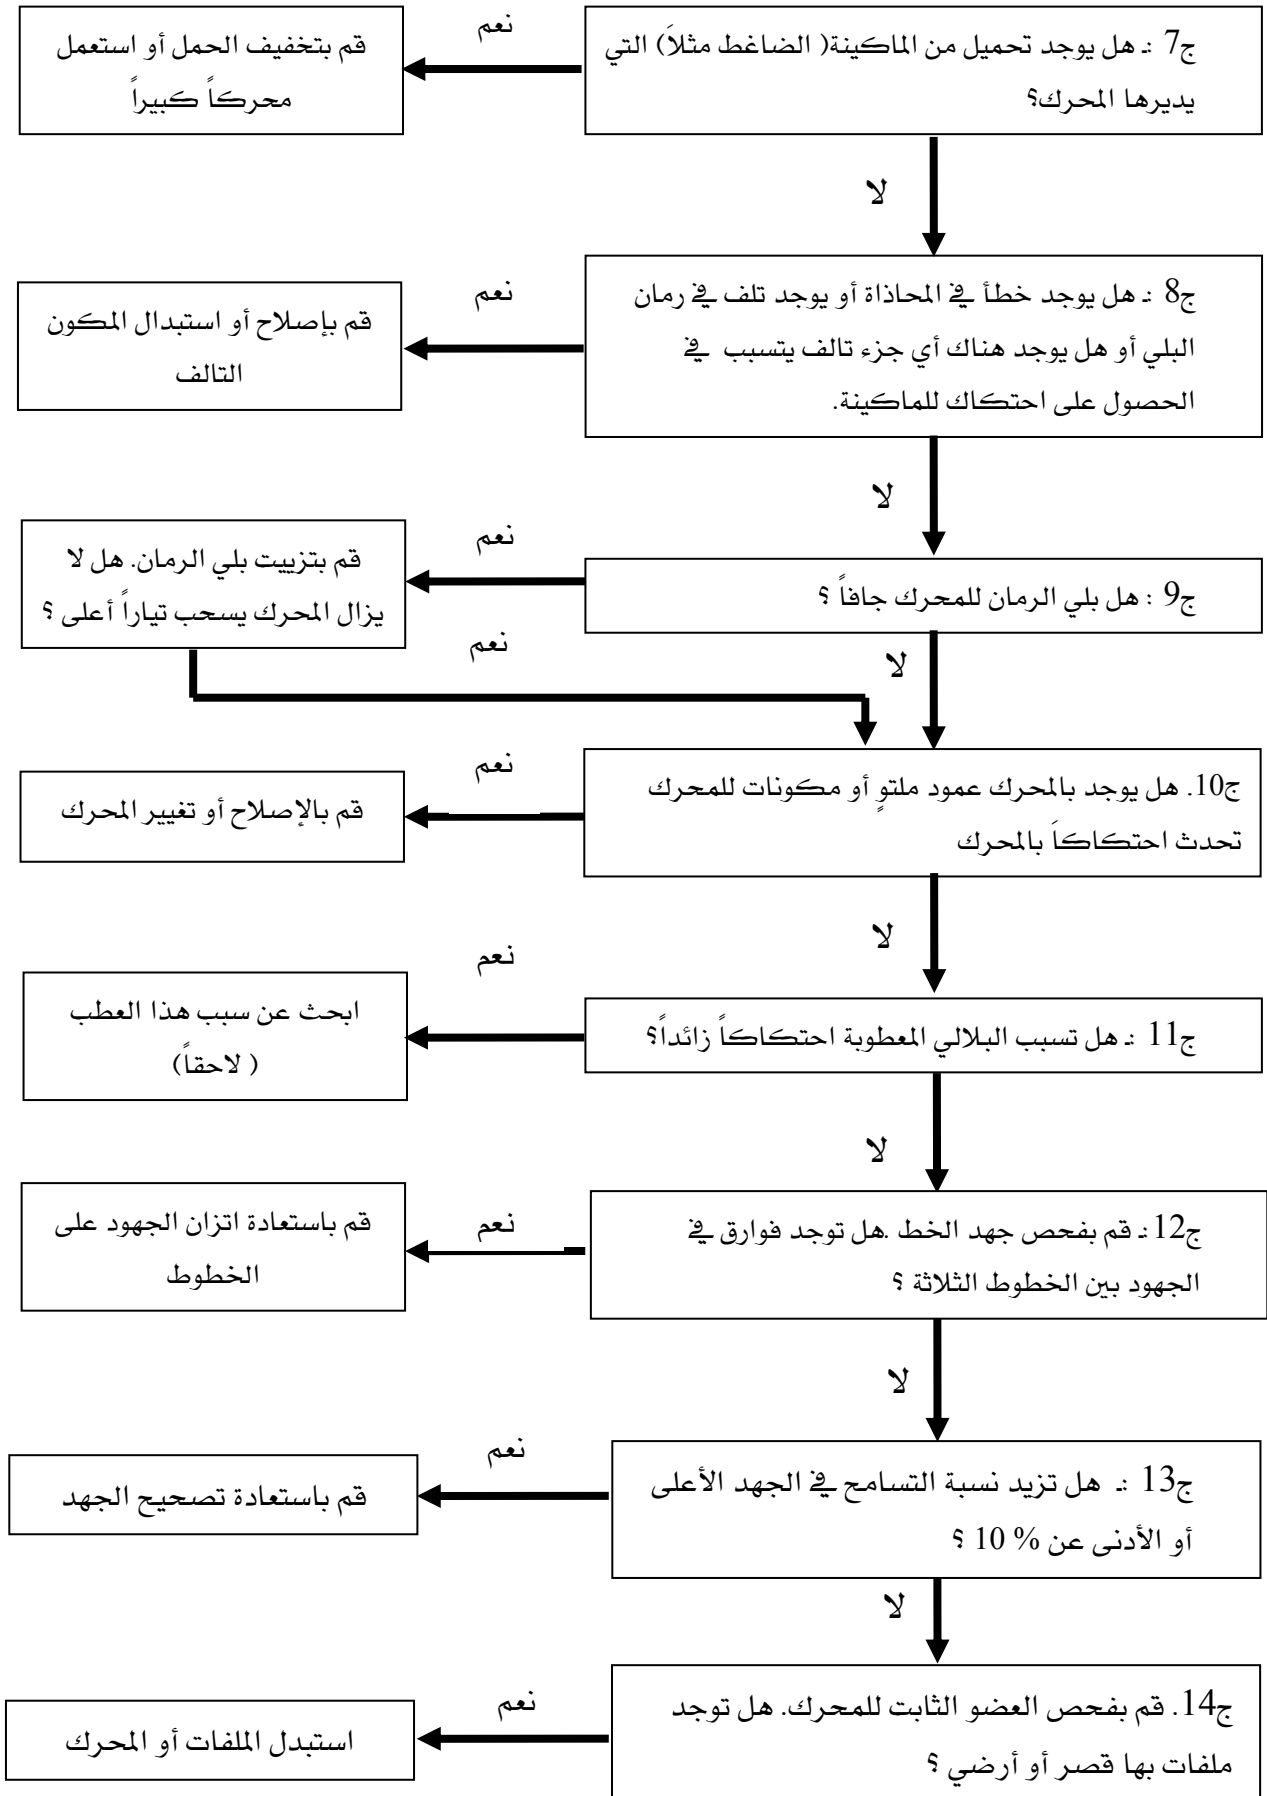 ج7 :ـ هل يوجد تحميل من الماكينة( الضاغط مثلاَ) التي
يديرها المحرك؟
نعم
قم بتخفيف الحمل أو استعمل
محركاً كبيراً
لا
ج8 :ـ هل يوجد خطأ في المحاذاة أو يوجد تلف في رمان
البلي أو هل يوجد هناك أي جزء تالف يتسبب في
الحصول على احتكاك للماكينة.
نعم
قم بإصلاح أو استبدال المكون
التالف
لا
ج9 : هل بلي الرمان للمحرك جافاً ؟
نعم
قم بتزييت بلي الرمان. هل لا
يزال المحرك يسحب تياراً أعلى ؟
نعم
لا
ج10. هل يوجد بالمحرك عمود ملتوٍ أو مكونات للمحرك
تحدث احتكاكاَ بالمحرك
نعم
قم بالإصلاح أو تغيير المحرك
لا
ج11 :ـ هل تسبب البلالي المعطوبة احتكاكاً زائداً؟
نعم
ابحث عن سبب هذا العطب
( لاحقاً)
لا
ج12 :ـ قم بفحص جهد الخط .هل توجد فوارق في
الجهود بين الخطوط الثلاثة ؟
نعم
قم باستعادة اتزان الجهود على
الخطوط
لا
ج13 :ـ هل تزيد نسبة التسامح في الجهد الأعلى
أو الأدنى عن % 10 ؟
نعم
قم باستعادة تصحيح الجهد
لا
ج14. قم بفحص العضو الثابت للمحرك. هل توجد
ملفات بها قصر أو أرضي ؟
نعم
استبدل الملفات أو المحرك